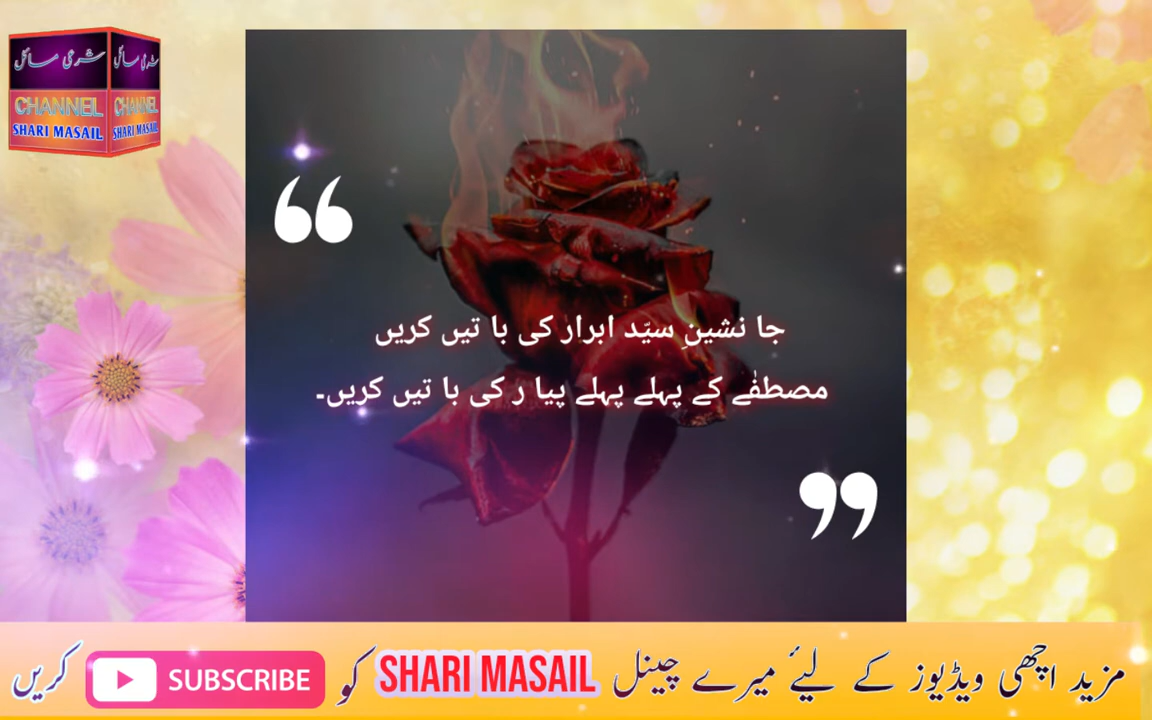 شرعی مسائل
CHANNEL
SHARI MASAIL
شرعی مسائل
CHANNEL
SHARI MASAIL
جا نشینِ سیّد ابرار کی با تیں کریں
مصطفٰے کے پہلے پہلے پیا ر کی با تیں کریں۔
مزید اچھی ویڈیوز کے لیۓ میرے چینل SHARI MASAIL کو SUBSCRIBE کریں